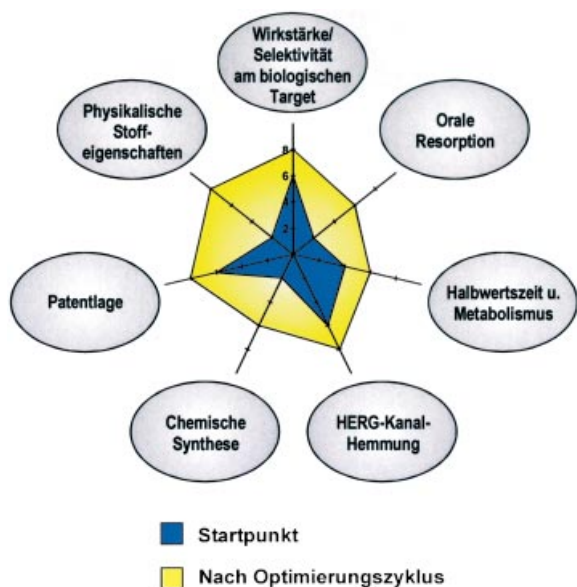 Wirkstärke/
Selektivität
am biologischen
Target
Physikalische
Stoff-
eigenschaften
Orale
Resorption
8
6
4
2
Patentlage
Halbwertszeit u.
Metabolismus
Chemische
Synthese
HERG-Kanal-
Hemmung
Startpunkt
Nach Optimierungszyklus